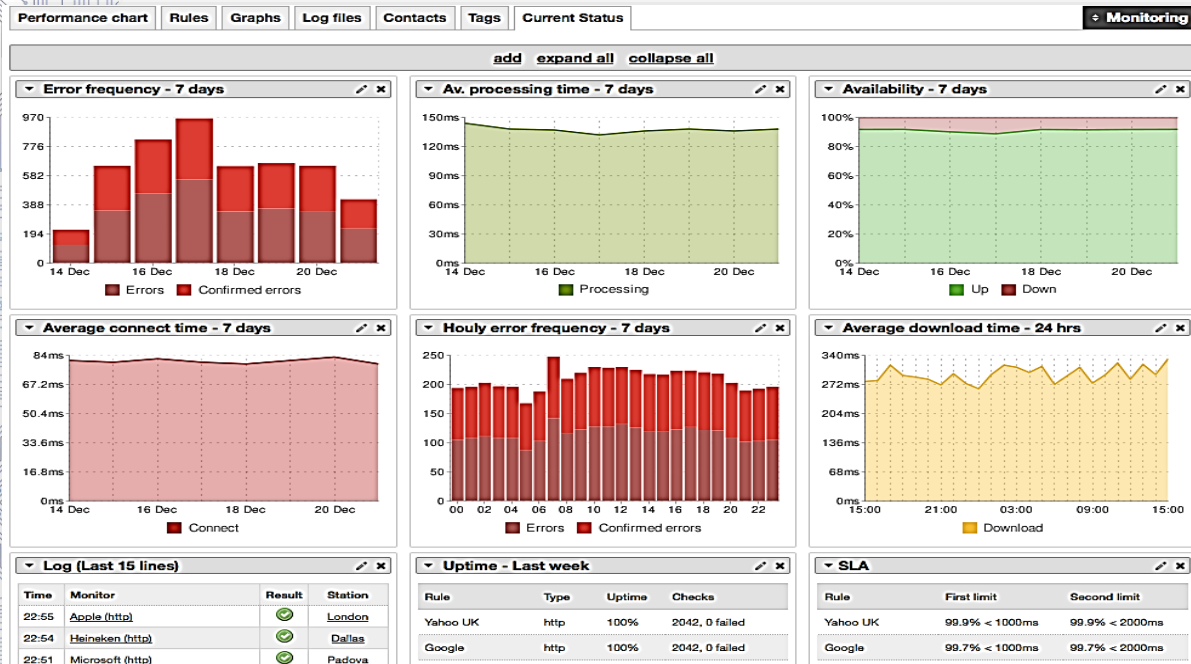 Performance chart Rules Graphs Log files Contacts Tags Current Status Monitoring
add expand all collapse all
Error frequency - 7 days
970
776
582
388
194
0
14 Dec 16 Dec 18 Dec 20 Dec
Errors Confirmed errors
Av. processing time - 7 days
150ms
120ms
90ms
60ms
30ms
0ms
14 Dec 16 Dec 18 Dec 20 Dec
Processing
Availability - 7 days
100%
80%
60%
40%
20%
0%
14 Dec 16 Dec 18 Dec 20 Dec
Up Down
Average connect time - 7 days
84ms
67.2ms
50.4ms
33.6ms
16.8ms
0ms
14 Dec 16 Dec 18 Dec 20 Dec
Connect
Houly error frequency - 7 days
250
200
150
100
50
0
00 02 04 06 08 10 12 14 16 18 20 22
Errors Confirmed errors
Average download time - 24 hrs
340ms
272ms
204ms
136ms
68ms
0ms
15:00 21:00 03:00 09:00 15:00
Download
Log (Last 15 lines)
Time Monitor Result Station
22:55 Apple (http) London
22:54 Heineken (http) Dallas
22:51 Microsoft (http) Padova
Uptime - Last week
Rule Type Uptime Checks
Yahoo UK http 100% 2042, 0 failed
Google http 100% 2042, 0 failed
SLA
Rule First limit Second limit
Yahoo UK 99.9% < 1000ms 99.9% < 2000ms
Google 99.7% < 1000ms 99.9% < 2000ms